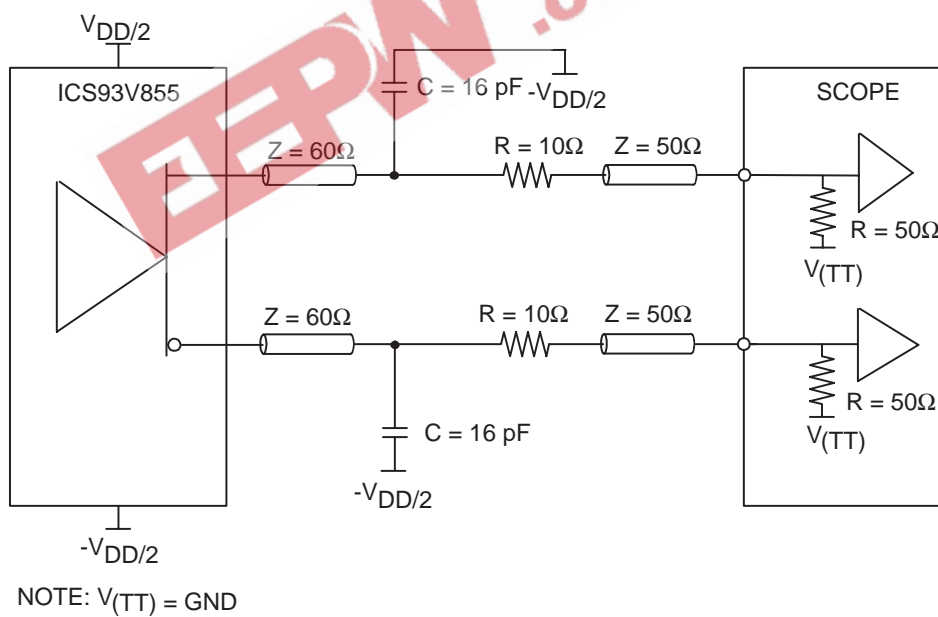 VDD/2
ICS93V855
C = 16 pF
-VDD/2
SCOPE
Z = 60Ω
R = 10Ω
Z = 50Ω
R = 50Ω
V(TT)
Z = 60Ω
R = 10Ω
Z = 50Ω
R = 50Ω
V(TT)
C = 16 pF
-VDD/2
-VDD/2
NOTE: V(TT) = GND
EEPW